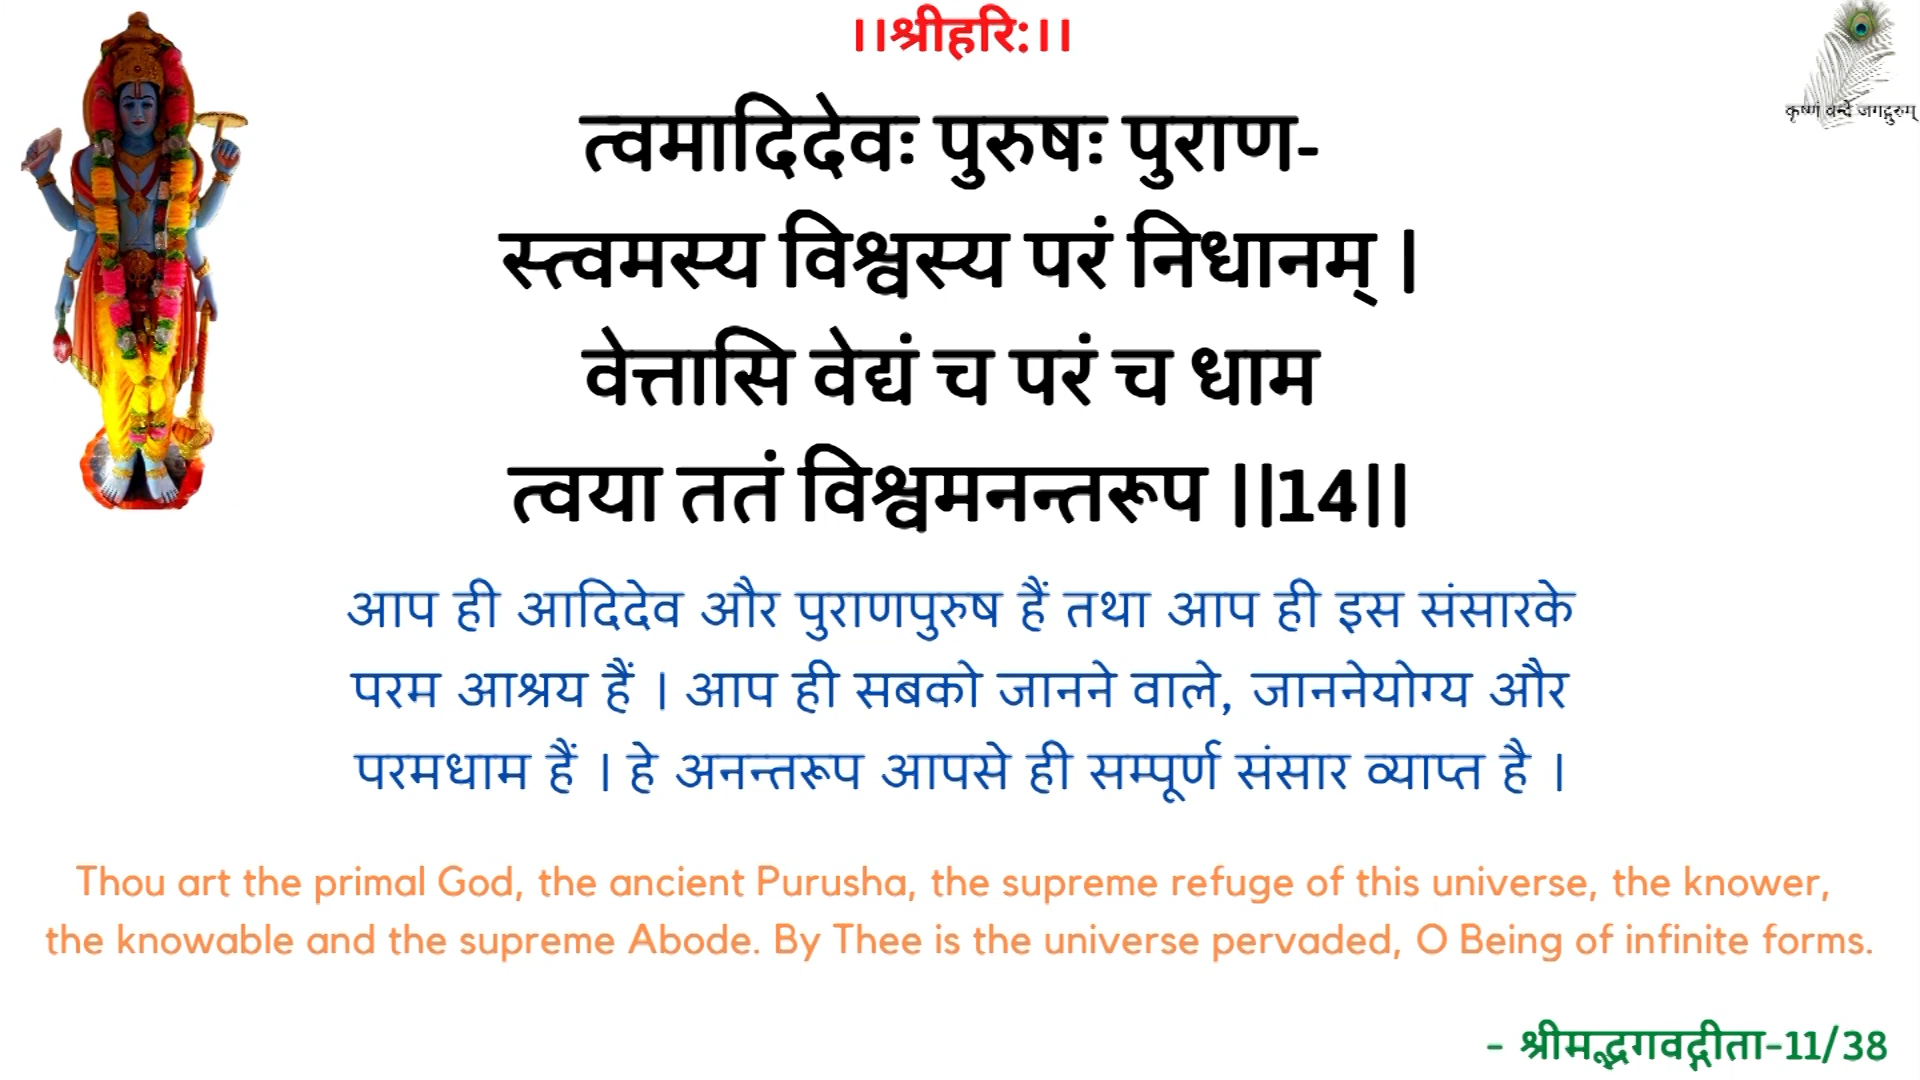 ।।श्रीहरि:।।
कृष्णं वन्दे जगद्गुरुम्
त्वमादिदेवः पुरुषः पुराण-
स्त्वमस्य विश्वस्य परं निधानम् |
वेत्तासि वेद्यं च परं च धाम
त्वया ततं विश्वमनन्तरूप ||14||
आप ही आदिदेव और पुराणपुरुष हैं तथा आप ही इस संसारके
परम आश्रय हैं । आप ही सबको जानने वाले, जाननेयोग्य और
परमधाम हैं । हे अनन्तरूप आपसे ही सम्पूर्ण संसार व्याप्त है ।
Thou art the primal God, the ancient Purusha, the supreme refuge of this universe, the knower,
the knowable and the supreme Abode. By Thee is the universe pervaded, O Being of infinite forms.
- श्रीमद्भगवद्गीता-11/38